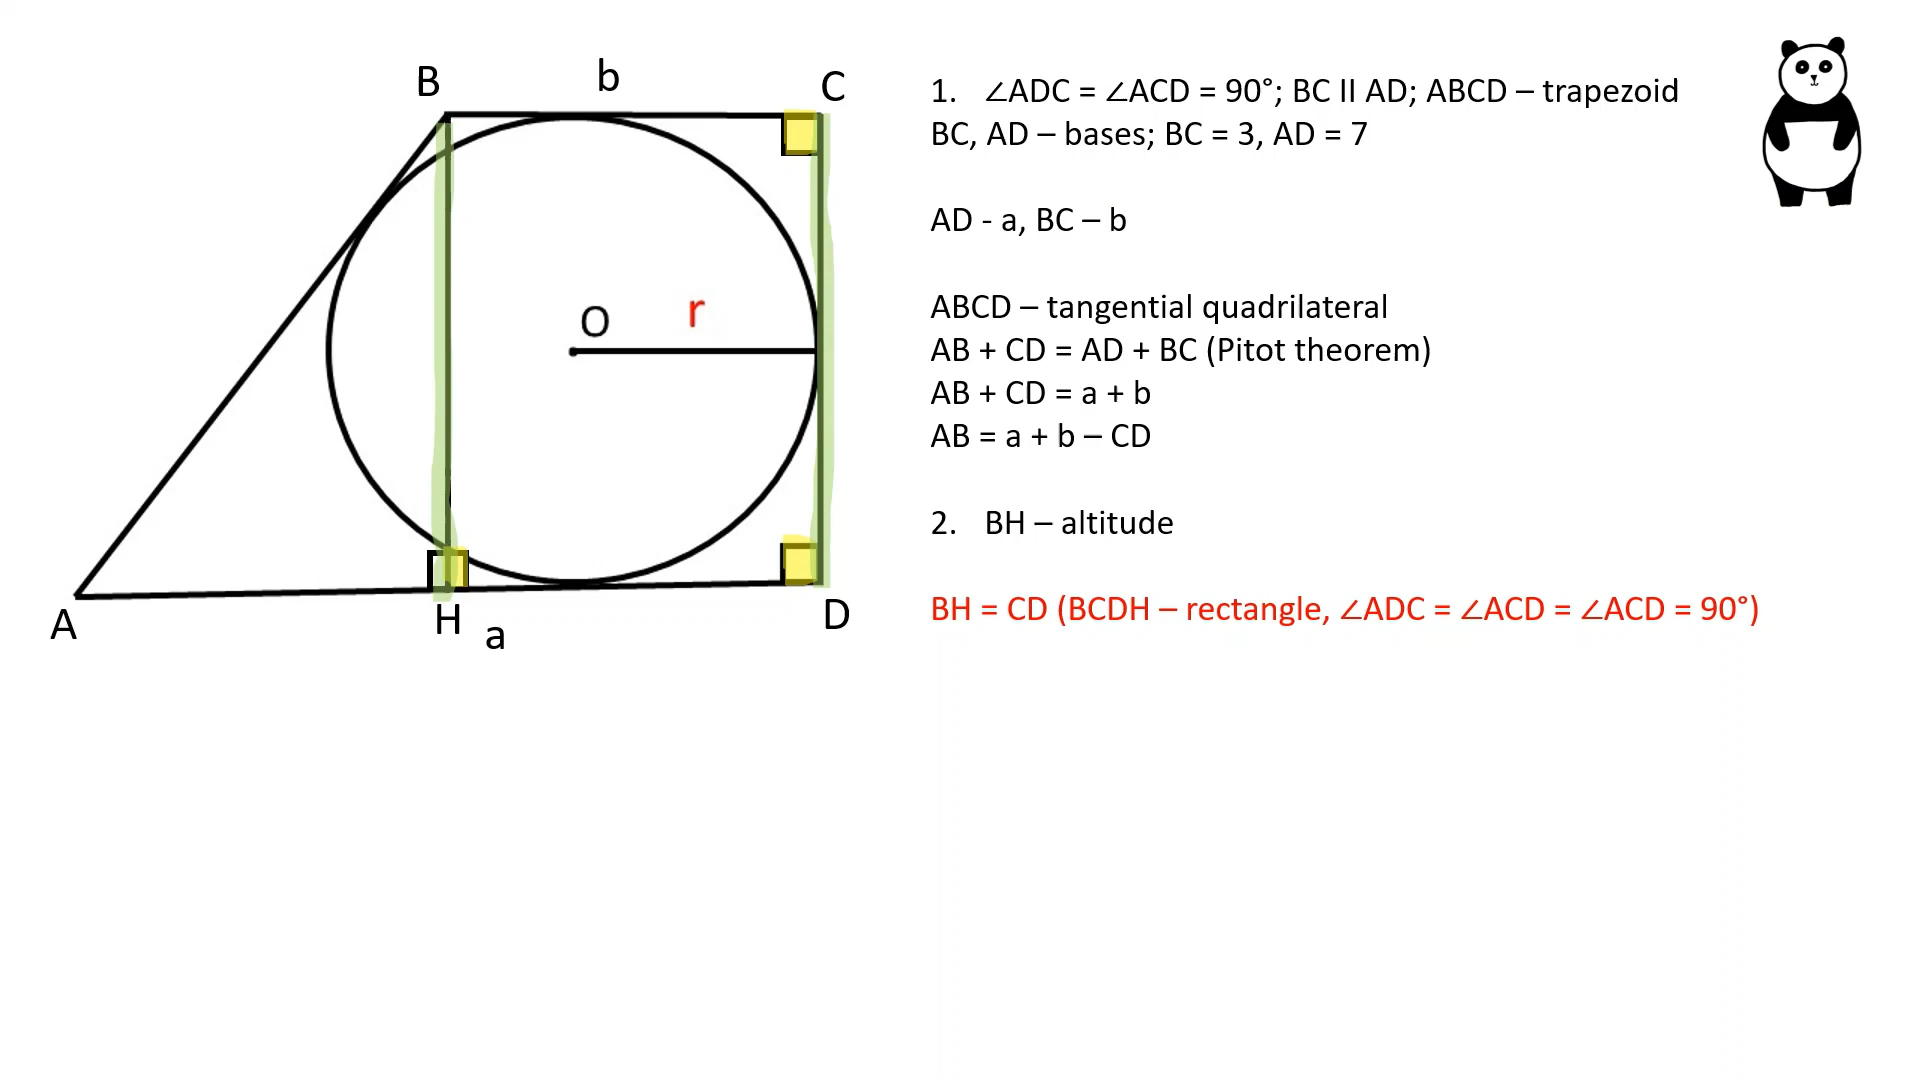 B
b
C
O
r
A
H
a
D
1. ∠ADC = ∠ACD = 90°; BC II AD; ABCD – trapezoid
BC, AD – bases; BC = 3, AD = 7
AD - a, BC – b
ABCD – tangential quadrilateral
AB + CD = AD + BC (Pitot theorem)
AB + CD = a + b
AB = a + b – CD
2. BH – altitude
BH = CD (BCDH – rectangle, ∠ADC = ∠ACD = ∠ACD = 90°)